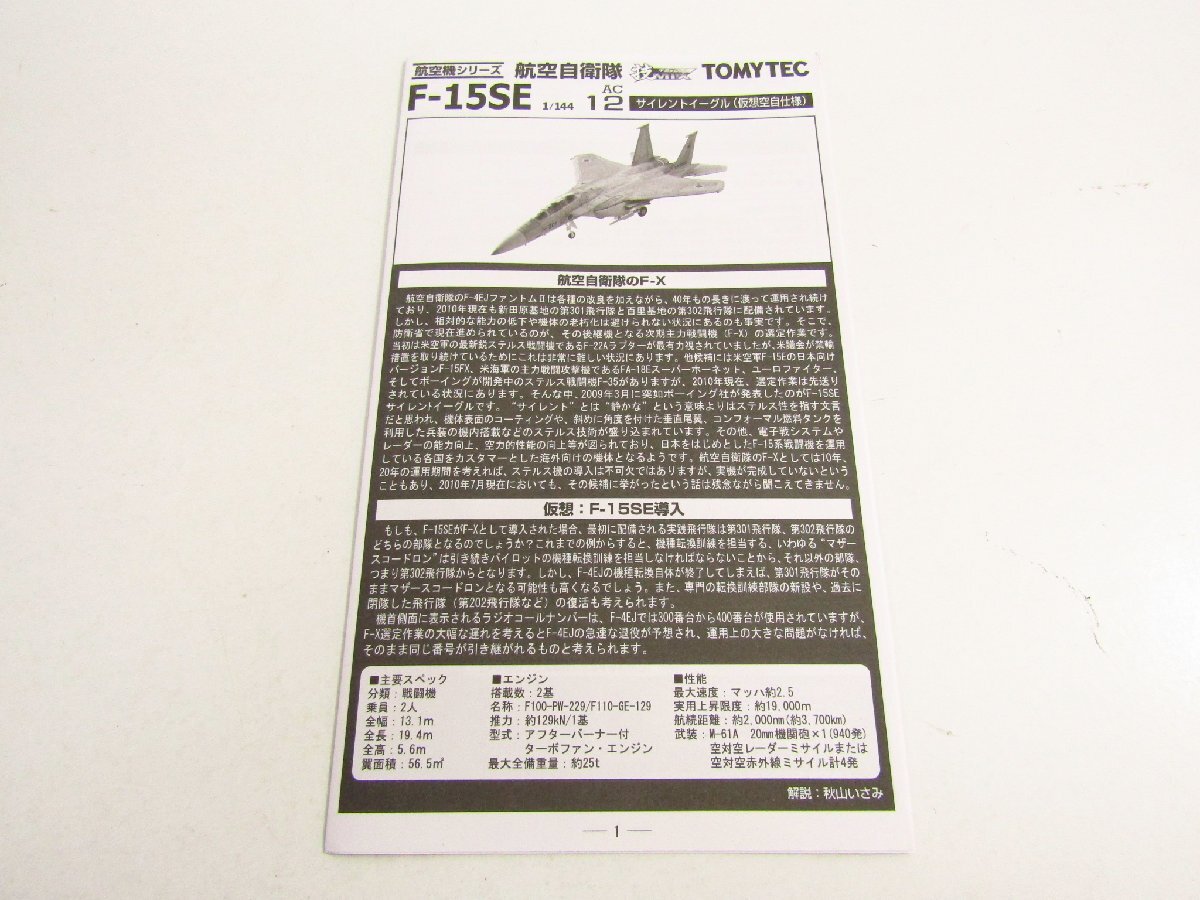 航空機シリーズ 航空自衛隊 技MIX TOMYTEC
F-15SE 1/144 AC 12 サイレントイーグル(仮想空自仕様)
航空自衛隊のF-X
航空自衛隊のF-4EJファントムⅡは各種の改良を加えながら、40年もの長きに渡って運用され続け
ており、2010年現在も新田原基地の第301飛行隊と百里基地の第302飛行隊に配備されています。
しかし、相対的な能力の低下や機体の老朽化は避けられない状況にあるのも事実です。そこで、
防衛省で現在進められているのが、その後継機となる次期主力戦闘機(F-X)の選定作業です。
当初は米空軍の最新鋭ステルス戦闘機であるF-22Aラプターが最有力視されていましたが、米議会が禁輸
措置を取り続けているためにこれは非常に難しい状況にあります。他候補には米空軍F-15Eの日本向け
バージョンF-15FX、米海軍の主力戦闘攻撃機であるFA-18Eスーパーホーネット、ユーロファイター、
そしてボーイングが開発中のステルス戦闘機F-35がありますが、2010年現在、選定作業は先送り
されている状況にあります。そんな中、2009年3月に突如ボーイング社が発表したのがF-15SE
サイレントイーグルです。“サイレント”とは“静かな”という意味よりはステルス性を指す文言
だと思われ、機体表面のコーティングや、斜めに角度を付けた垂直尾翼、コンフォーマル燃料タンクを
利用した兵装の機内搭載などのステルス技術が盛り込まれています。その他、電子戦システムや
レーダーの能力向上、空力的性能の向上等が図られており、日本をはじめとしたF-15系戦闘機を運用
している各国をカスタマーとした海外向けの機体となるようです。航空自衛隊のF-Xとしては10年、
20年の運用期間を考えれば、ステルス機の導入は不可欠ではありますが、実機が完成していないという
こともあり、2010年7月現在においても、その候補に挙がったという話は残念ながら聞こえてきません。
仮想：F-15SE導入
もしも、F-15SEがF-Xとして導入された場合、最初に配備される実践飛行隊は第301飛行隊、第302飛行隊の
どちらの部隊となるのでしょうか？これまでの例からすると、機種転換訓練を担当する、いわゆる“マザー
スコードロン”は引き続きパイロットの機種転換訓練を担当しなければならないことから、それ以外の部隊、
つまり第302飛行隊からとなります。しかし、F-4EJの機種転換自体が終了してしまえば、第301飛行隊がその
ままマザースコードロンとなる可能性も高くなるでしょう。また、専門の転換訓練部隊の新設や、過去に
閉隊した飛行隊（第202飛行隊など）の復活も考えられます。
機首側面に表示されるラジオコールナンバーは、F-4EJでは300番台から400番台が使用されていますが、
F-X選定作業の大幅な遅れを考えるとF-4EJの急速な退役が予想され、運用上の大きな問題がなければ、
そのまま同じ番号が引き継がれるものと考えられます。
■主要スペック
分類：戦闘機
乗員：2人
全幅：13.1m
全長：19.4m
全高：5.6m
翼面積：56.5㎡
■エンジン
搭載数：2基
名称：F100-PW-229/F110-GE-129
推力：約129kN/1基
型式：アフターバーナー付
ターボファン・エンジン
最大全備重量：約25t
■性能
最大速度：マッハ約2.5
実用上昇限度：約19,000m
航続距離：約2,000nm(約3,700km)
武装：M-61A 20mm機関砲×1(940発)
空対空レーダーミサイルまたは
空対空赤外線ミサイル計4発
解説：秋山いさみ
— 1 —